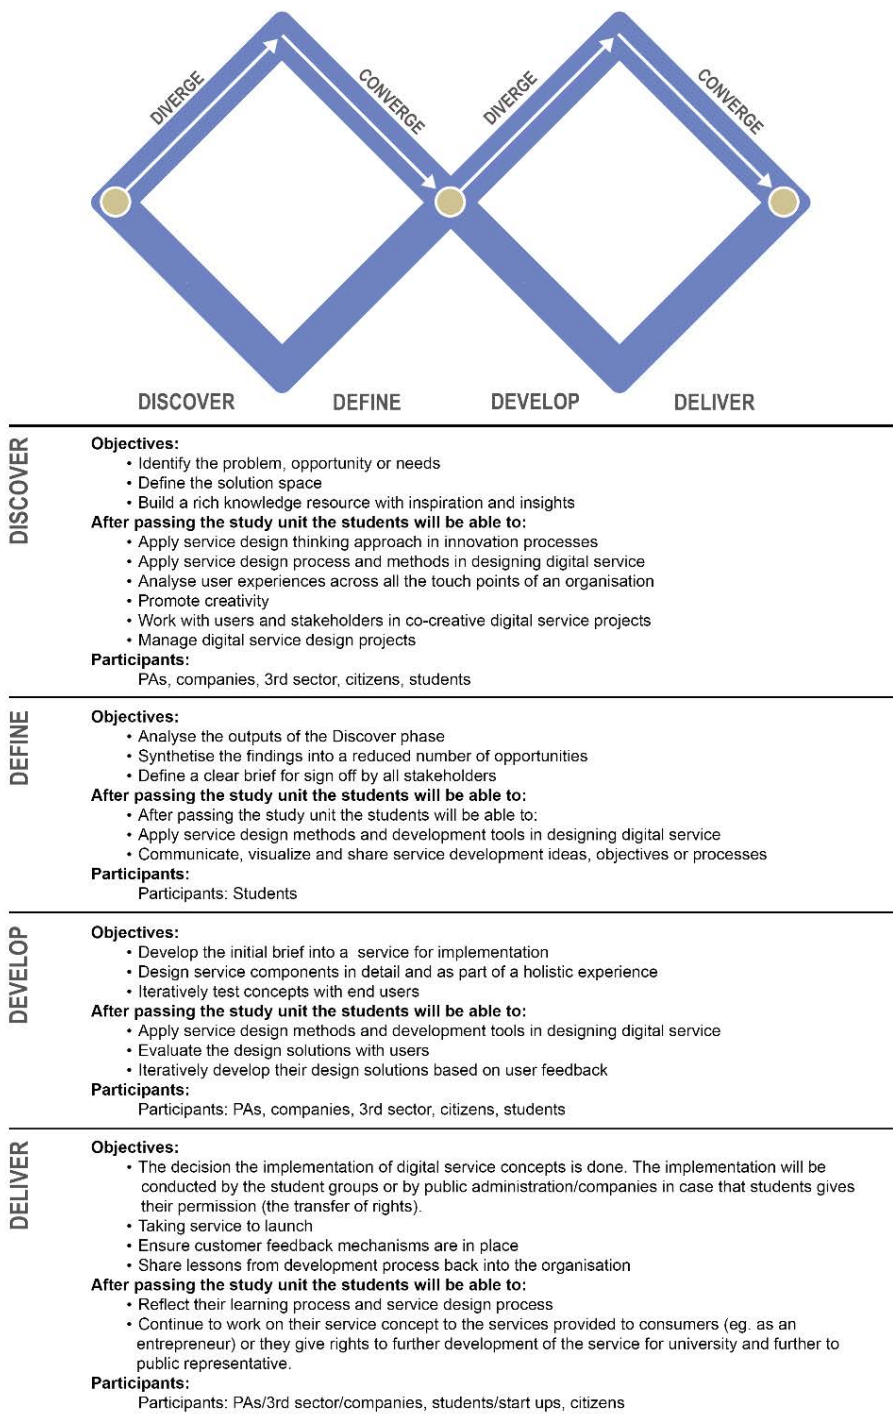 DIVERGE
CONVERGE
DIVERGE
CONVERGE
DISCOVER DEFINE DEVELOP DELIVER
DISCOVER
Objectives:
• Identify the problem, opportunity or needs
• Define the solution space
• Build a rich knowledge resource with inspiration and insights
After passing the study unit the students will be able to:
• Apply service design thinking approach in innovation processes
• Apply service design process and methods in designing digital service
• Analyse user experiences across all the touch points of an organisation
• Promote creativity
• Work with users and stakeholders in co-creative digital service projects
• Manage digital service design projects
Participants:
PAs, companies, 3rd sector, citizens, students
DEFINE
Objectives:
• Analyse the outputs of the Discover phase
• Synthetise the findings into a reduced number of opportunities
• Define a clear brief for sign off by all stakeholders
After passing the study unit the students will be able to:
• After passing the study unit the students will be able to:
• Apply service design methods and development tools in designing digital service
• Communicate, visualize and share service development ideas, objectives or processes
Participants:
Participants: Students
DEVELOP
Objectives:
• Develop the initial brief into a service for implementation
• Design service components in detail and as part of a holistic experience
• Iteratively test concepts with end users
After passing the study unit the students will be able to:
• Apply service design methods and development tools in designing digital service
• Evaluate the design solutions with users
• Iteratively develop their design solutions based on user feedback
Participants:
Participants: PAs, companies, 3rd sector, citizens, students
DELIVER
Objectives:
• The decision the implementation of digital service concepts is done. The implementation will be
conducted by the student groups or by public administration/companies in case that students gives
their permission (the transfer of rights).
• Taking service to launch
• Ensure customer feedback mechanisms are in place
• Share lessons from development process back into the organisation
After passing the study unit the students will be able to:
• Reflect their learning process and service design process
• Continue to work on their service concept to the services provided to consumers (eg. as an
entrepreneur) or they give rights to further development of the service for university and further to
public representative.
Participants:
Participants: PAs/3rd sector/companies, students/start ups, citizens